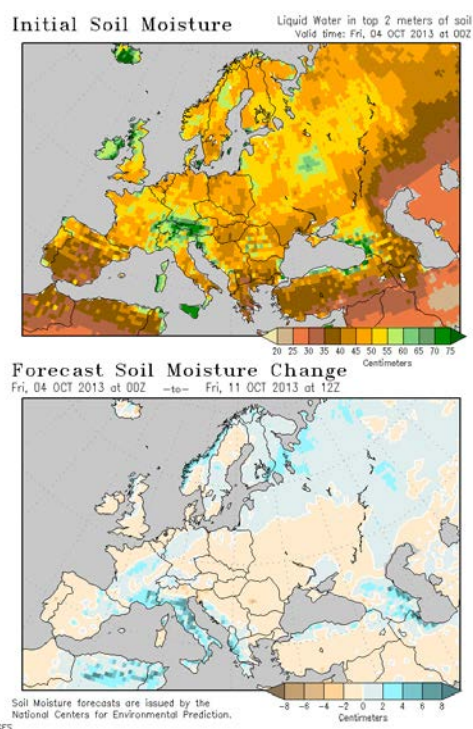 Initial Soil Moisture
Liquid Water in top 2 meters of soil
Valid time: Fri, 04 OCT 2013 at 00Z
20 25 30 35 40 45 50 55 60 65 70 75
Centimeters
Forecast Soil Moisture Change
Fri, 04 OCT 2013 at 00Z —to— Fri, 11 OCT 2013 at 12Z
Soil Moisture forecasts are issued by the
National Centers for Environmental Prediction.
-8 -6 -4 -2 0 2 4 6 8
Centimeters